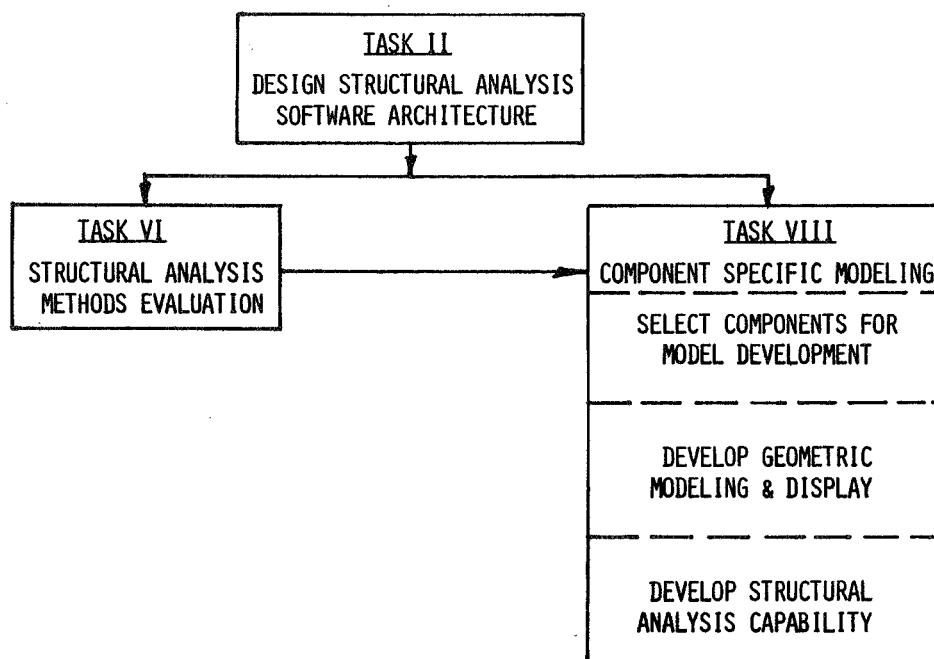 TASK II
DESIGN STRUCTURAL ANALYSIS
SOFTWARE ARCHITECTURE
TASK VI
STRUCTURAL ANALYSIS
METHODS EVALUATION
TASK VIII
COMPONENT SPECIFIC MODELING
SELECT COMPONENTS FOR
MODEL DEVELOPMENT
DEVELOP GEOMETRIC
MODELING & DISPLAY
DEVELOP STRUCTURAL
ANALYSIS CAPABILITY